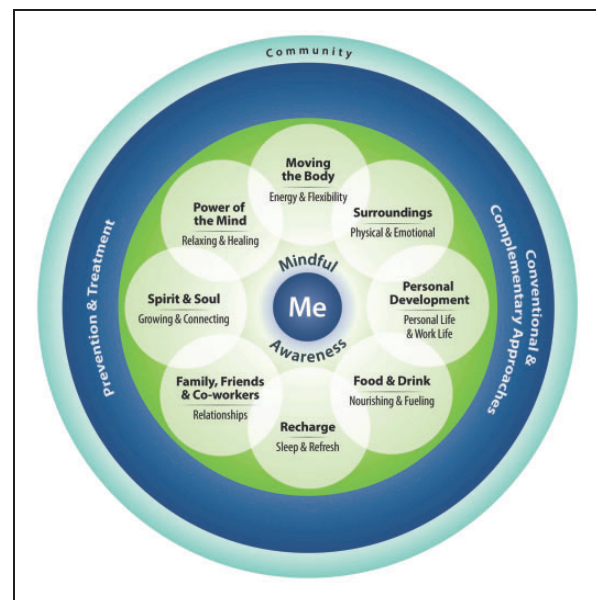 Community
Prevention & Treatment
Conventional &
Complementary Approaches
Moving
the Body
Energy & Flexibility
Surroundings
Physical & Emotional
Personal
Development
Personal Life
& Work Life
Food & Drink
Nourishing & Fueling
Recharge
Sleep & Refresh
Family, Friends
& Co-workers
Relationships
Spirit & Soul
Growing & Connecting
Power of
the Mind
Relaxing & Healing
Mindful
Me
Awareness